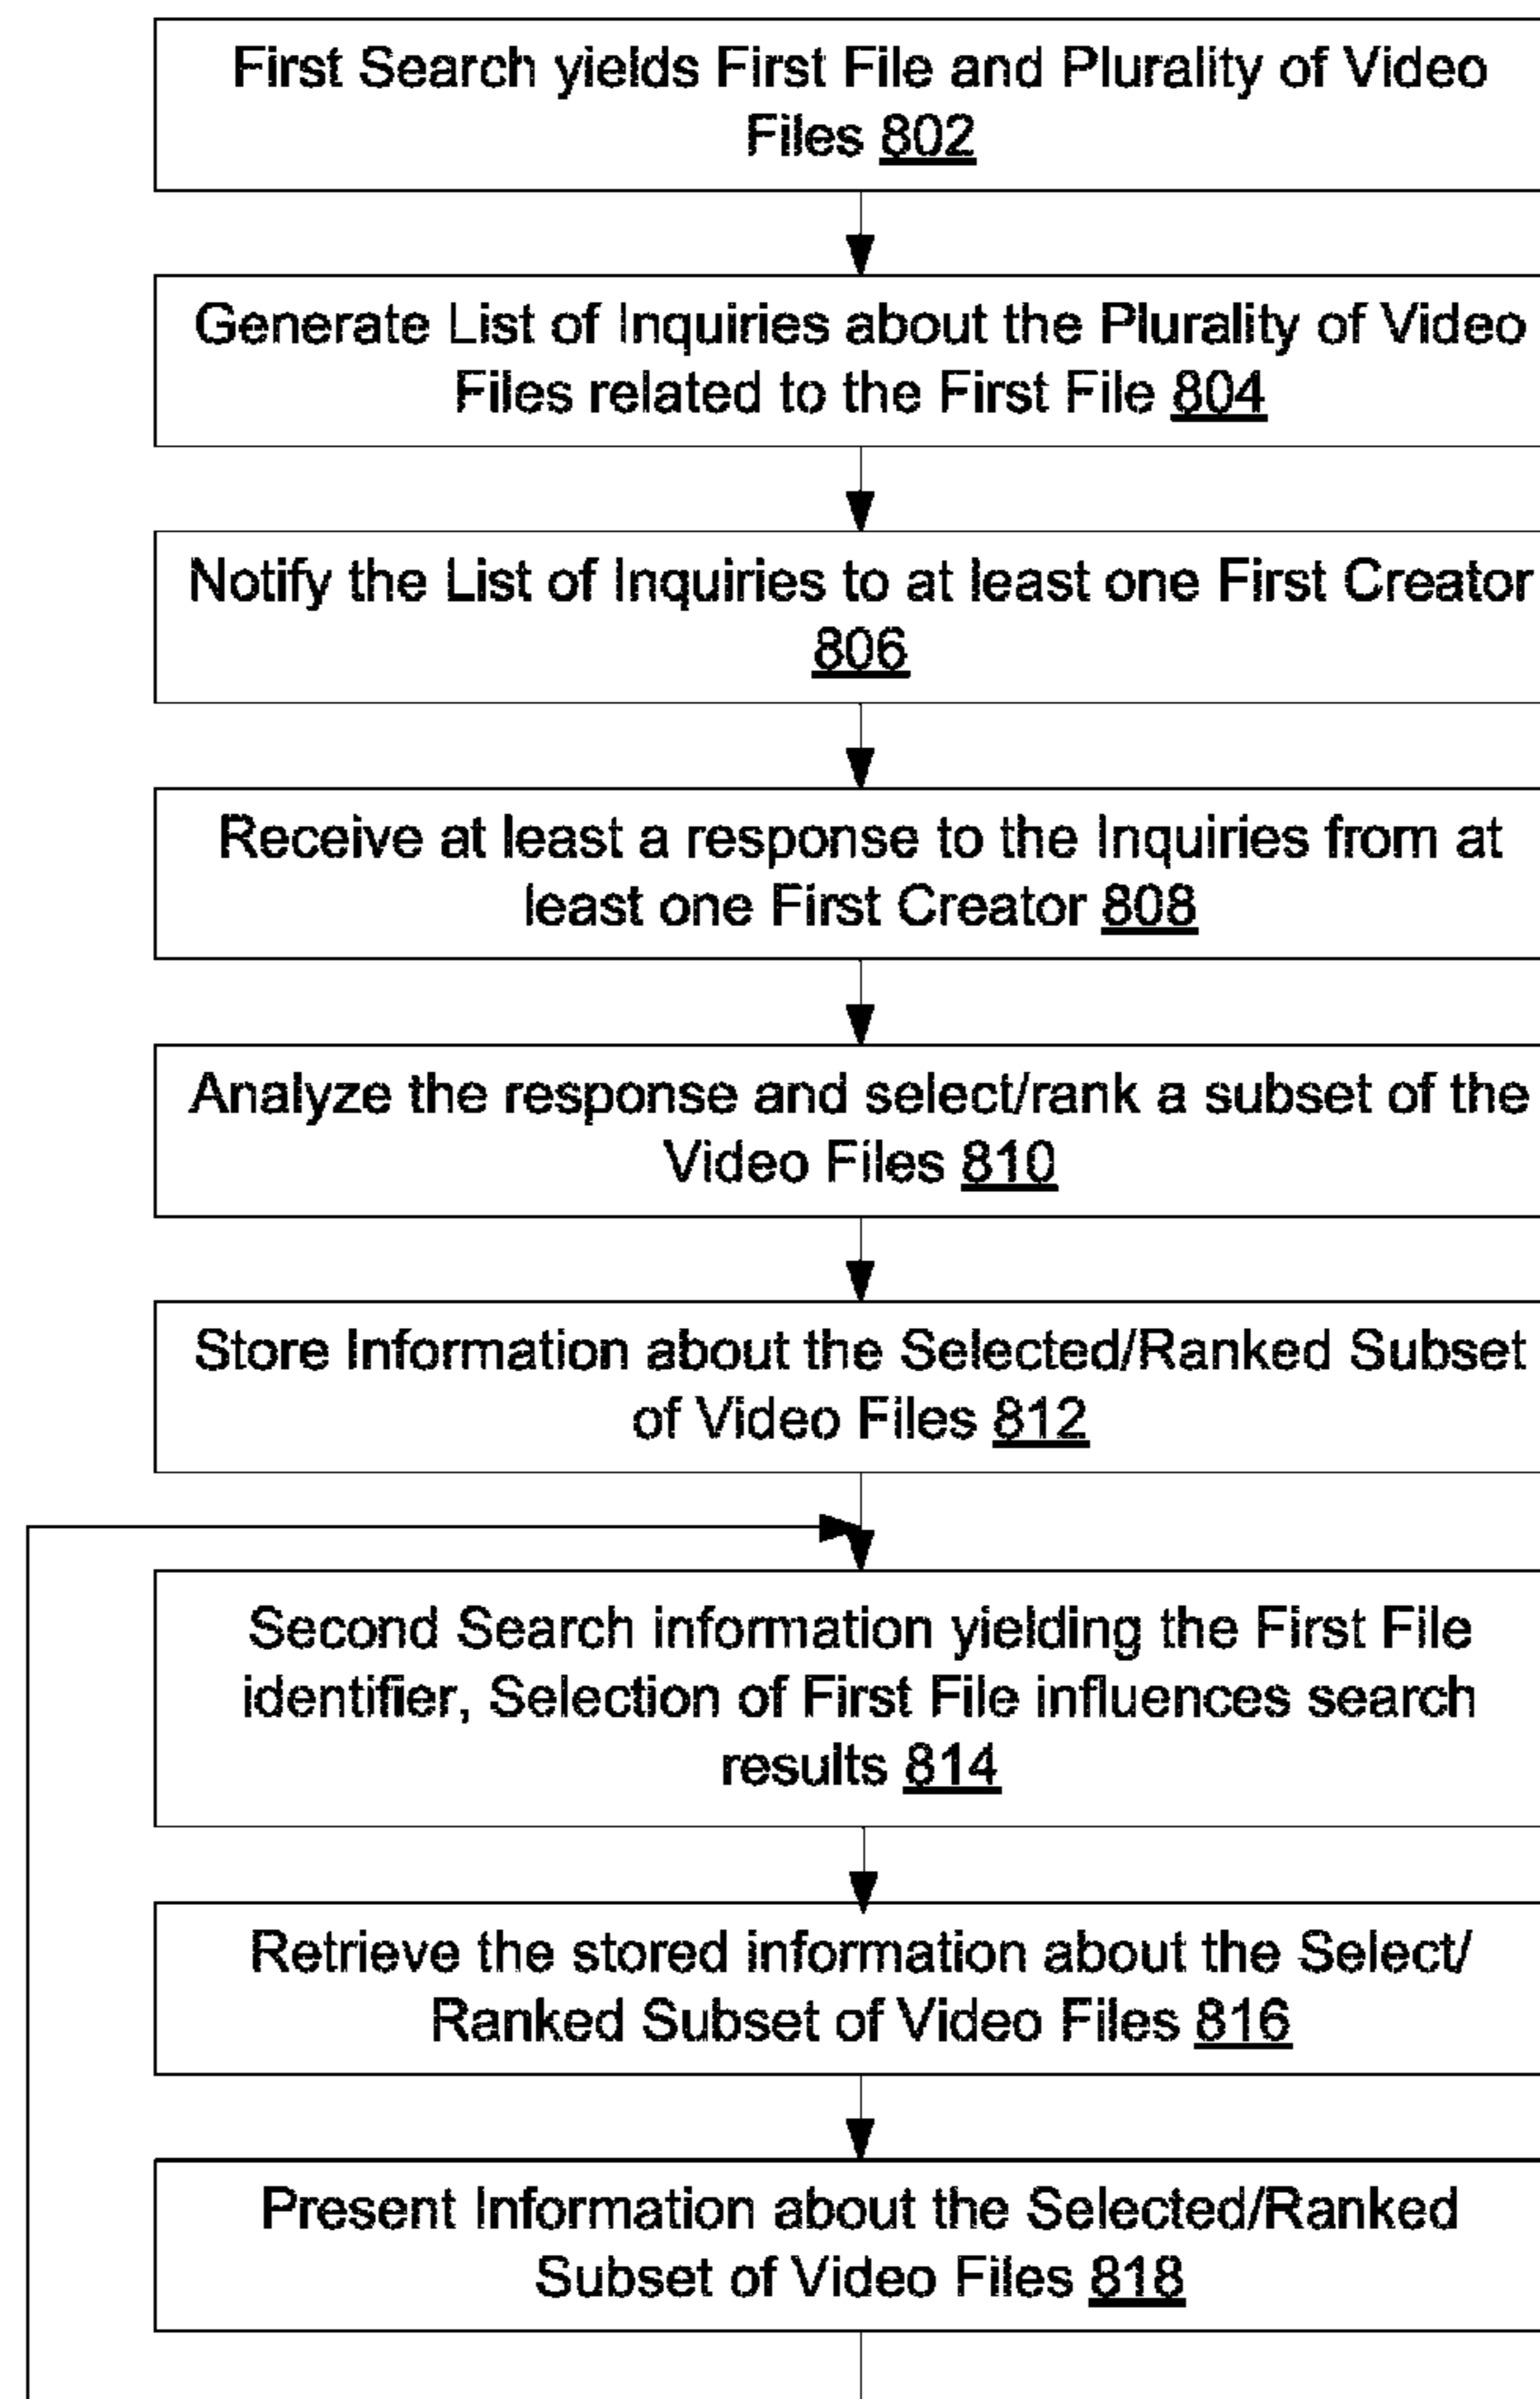 First Search yields First File and Plurality of Video
Files 802
Generate List of Inquiries about the Plurality of Video
Files related to the First File 804
Notify the List of Inquiries to at least one First Creator
806
Receive at least a response to the Inquiries from at
least one First Creator 808
Analyze the response and select/rank a subset of the
Video Files 810
Store Information about the Selected/Ranked Subset
of Video Files 812
Second Search information yielding the First File
identifier, Selection of First File influences search
results 814
Retrieve the stored information about the Select/
Ranked Subset of Video Files 816
Present Information about the Selected/Ranked
Subset of Video Files 818